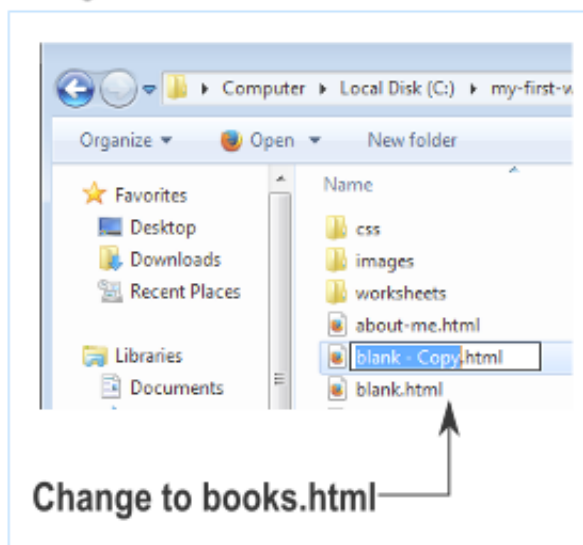 Computer Local Disk (C:) my-first-w
Organize Open New folder
Favorites
Desktop
Downloads
Recent Places
Libraries
Documents
Name
css
images
worksheets
about-me.html
blank - Copy.html
blank.html
Change to books.html